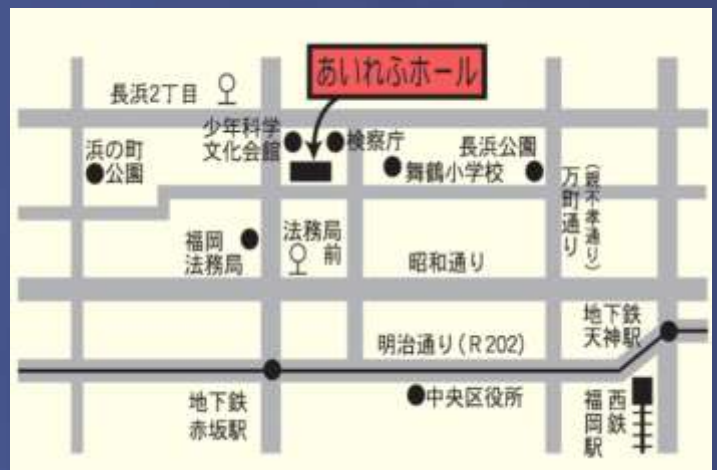 あいれふホール
長浜2丁目
少年科学
文化会館
検察庁
浜の町
公園
舞鶴小学校
長浜公園
万町通り
(親不孝通り)
福岡
法務局
法務局
前
昭和通り
地下鉄
天神駅
明治通り(R202)
地下鉄
赤坂駅
中央区役所
西鉄
福岡駅